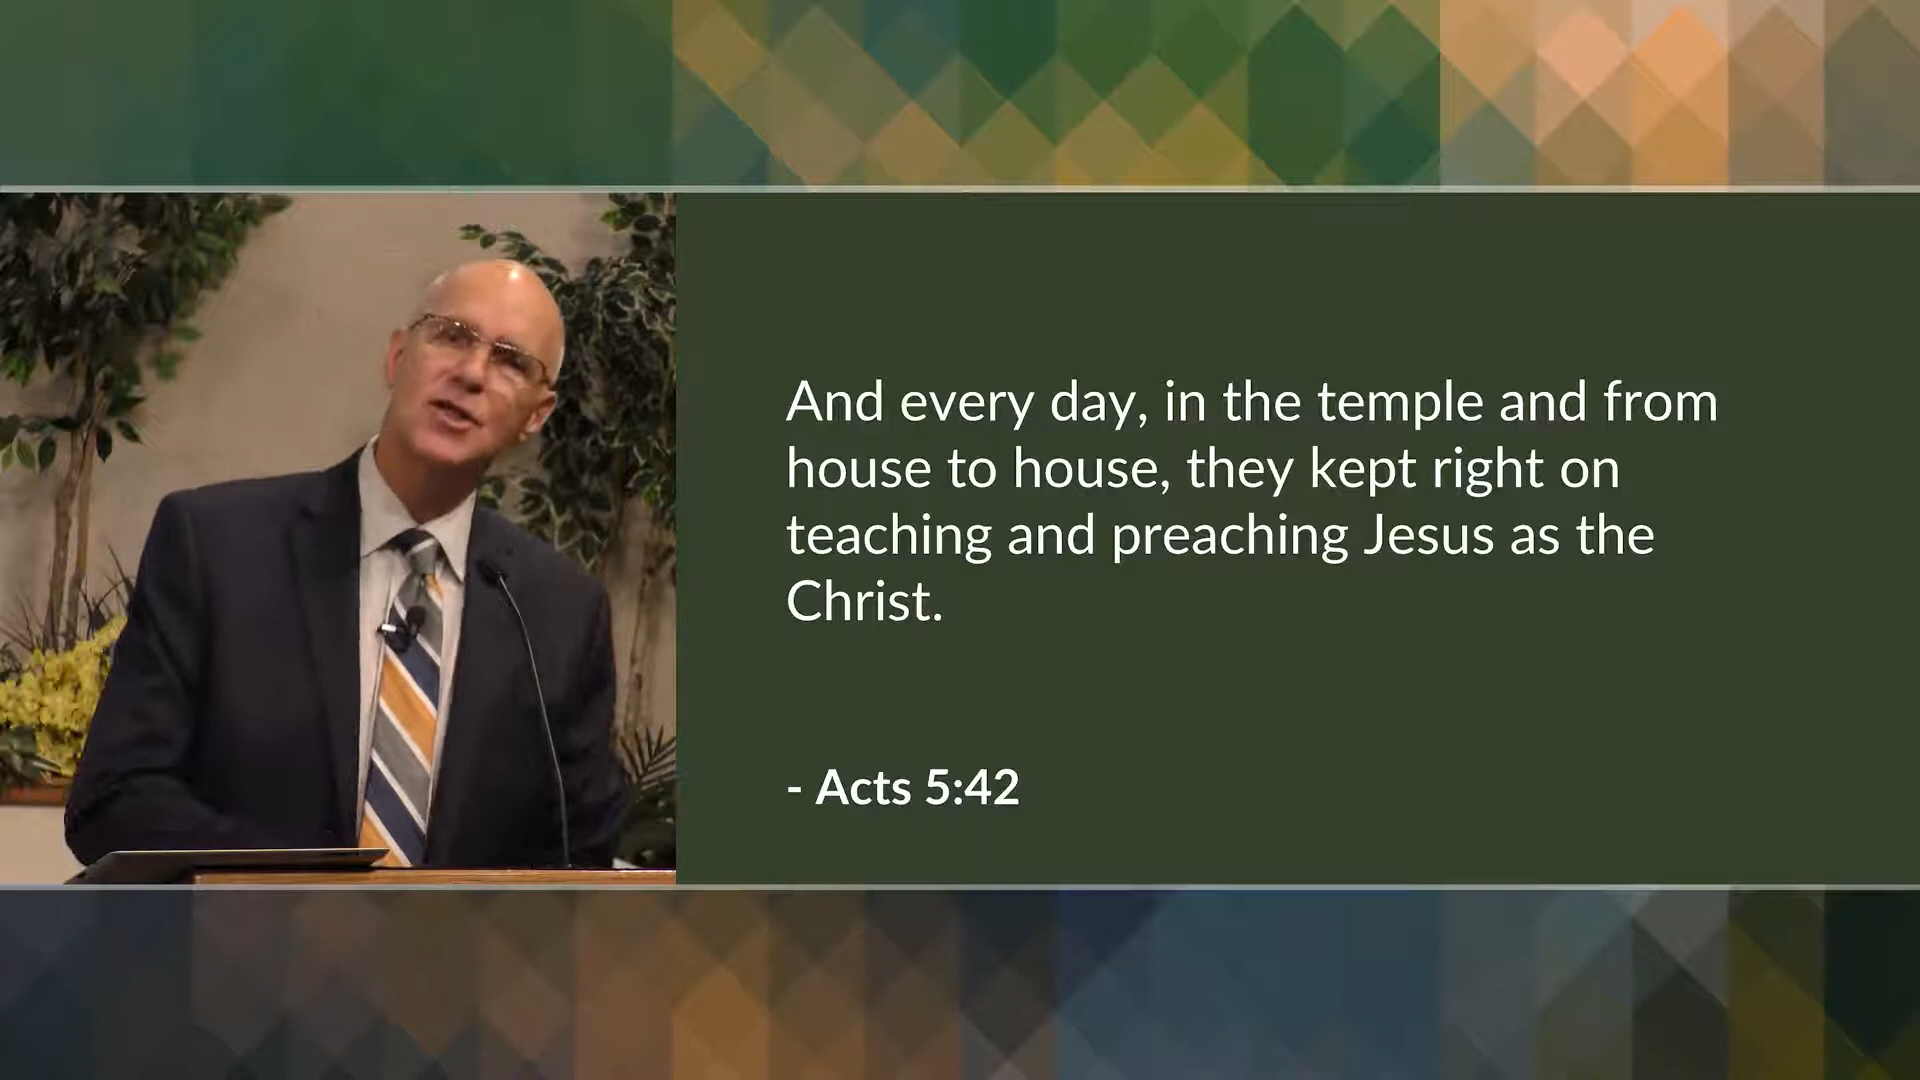 And every day, in the temple and from
house to house, they kept right on
teaching and preaching Jesus as the
Christ.
- Acts 5:42